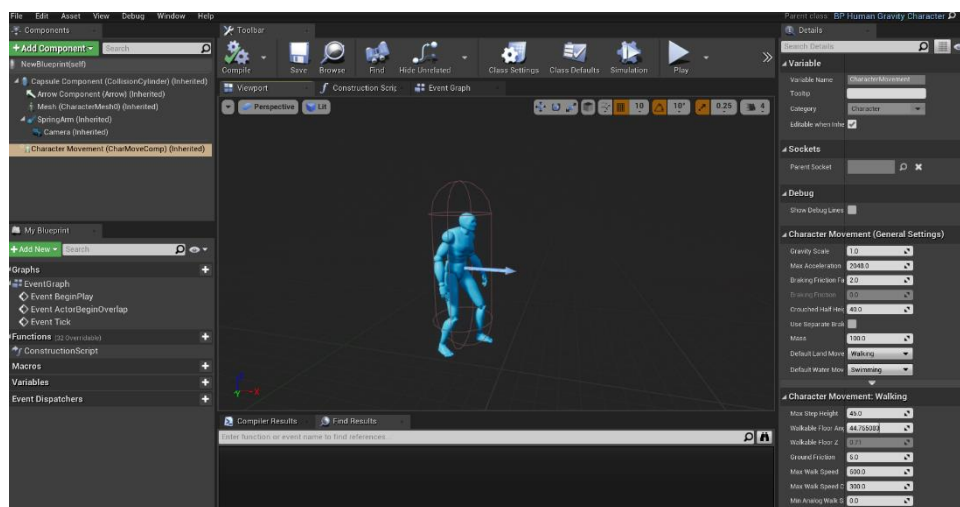 File Edit Asset View Debug Window Help
Parent class: BP Human Gravity Character
Components
+Add Component
Search
NewBlueprint(self)
Capsule Component (CollisionCylinder) (Inherited)
Arrow Component (Arrow) (Inherited)
Mesh (CharacterMesh0) (Inherited)
SpringArm (Inherited)
Camera (Inherited)
Character Movement (CharMoveComp) (Inherited)
My Blueprint
+Add New
Search
Graphs
EventGraph
Event BeginPlay
Event ActorBeginOverlap
Event Tick
Functions (32 Overridable)
ConstructionScript
Macros
Variables
Event Dispatchers
Toolbar
Compile Save Browse Find Hide Unrelated Class Settings Class Defaults Simulation Play
Viewport Construction Scrip Event Graph
Perspective Lit
10 10° 0.25 4
Y X
Compiler Results Find Results
Enter function or event name to find references...
Details
Search Details
Variable
Variable Name CharacterMovement
Tooltip
Category Character
Editable when Inhe
Sockets
Parent Socket
Debug
Show Debug Lines
Character Movement (General Settings)
Gravity Scale 1.0
Max Acceleration 2048.0
Braking Friction Fa 2.0
Braking Friction 0.0
Crouched Half Hei 40.0
Use Separate Brak
Mass 100.0
Default Land Move Walking
Default Water Mov Swimming
Character Movement: Walking
Max Step Height 45.0
Walkable Floor Ang 44.755083
Walkable Floor Z 0.71
Ground Friction
Max Walk Speed 600.0
Max Walk Speed C 300.0
Min Analog Walk S 0.0